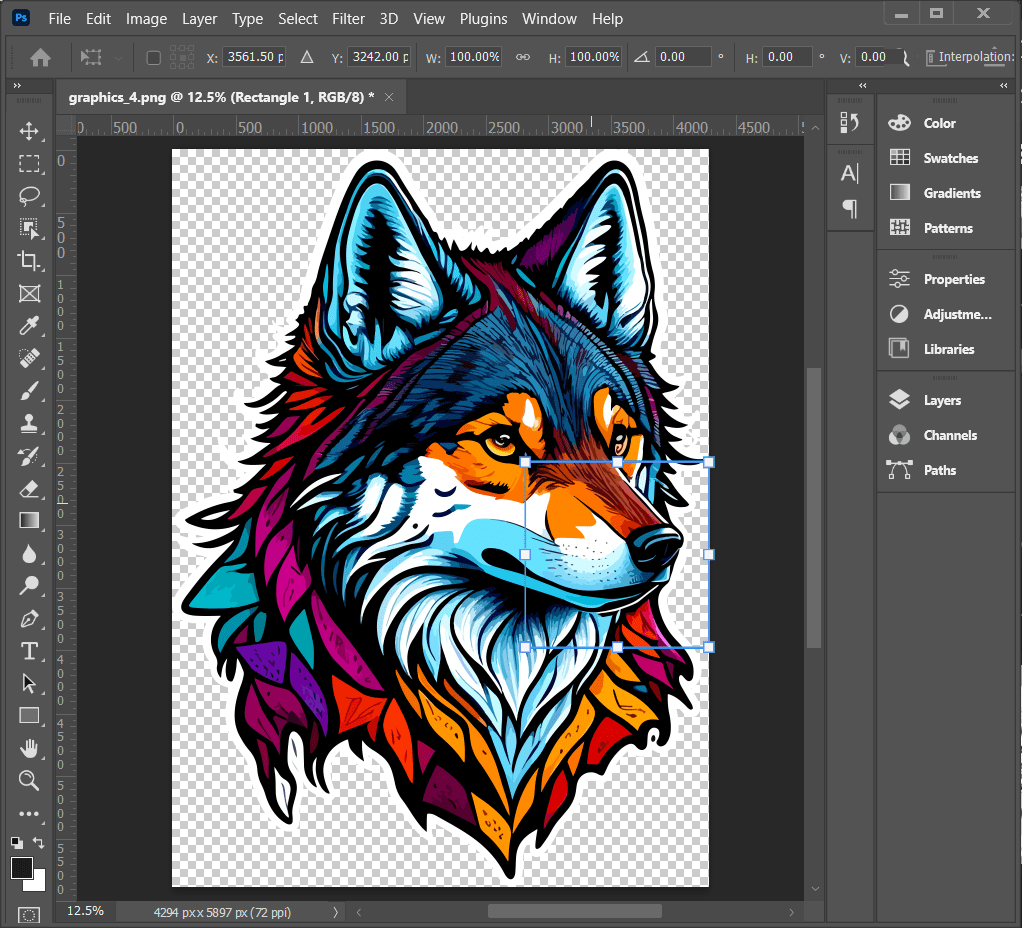 Ps File Edit Image Layer Type Select Filter 3D View Plugins Window Help
X: 3561.50 p Y: 3242.00 p W: 100.00% H: 100.00% 0.00 ° H: 0.00 ° V: 0.00 Interpolation:
graphics_4.png @ 12.5% (Rectangle 1, RGB/8) *
0 500 0 500 1000 1500 2000 2500 3000 3500 4000 4500 5
0
500
1000
1500
2000
2500
3000
3500
4000
4500
5000
5500
Color
Swatches
Gradients
Patterns
Properties
Adjustme...
Libraries
Layers
Channels
Paths
A
T
12.5% 4294 px x 5897 px (72 ppi)